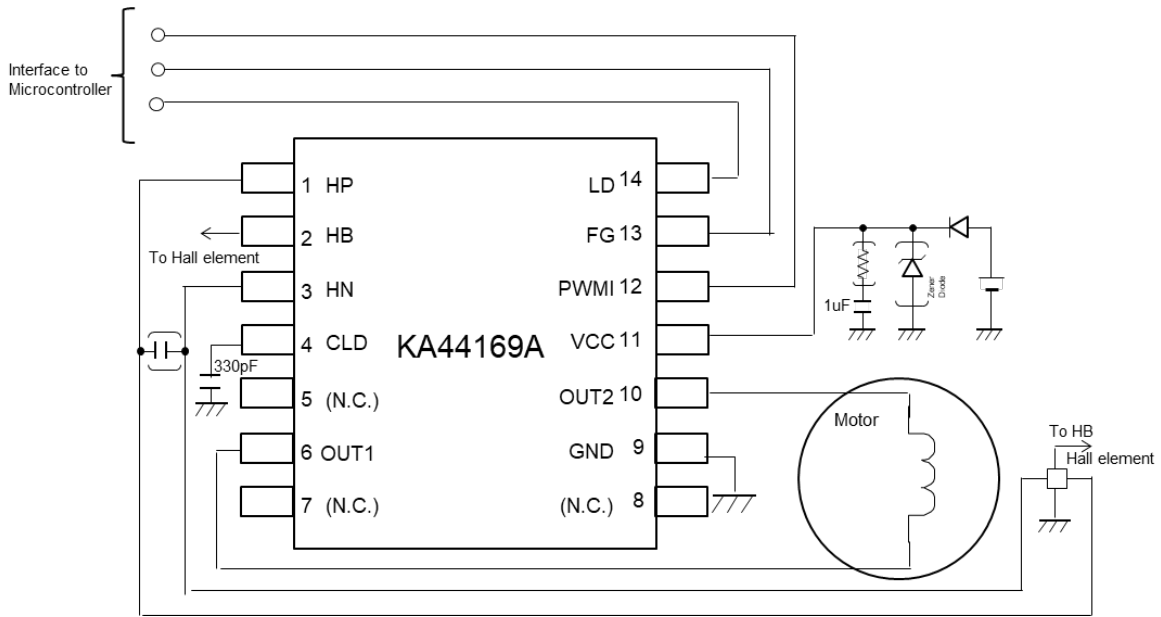 Interface to
Microcontroller
1 HP
LD 14
2 HB
FG 13
To Hall element
3 HN
PWMI 12
1uF
Zener
Diode
4 CLD
KA44169A
VCC 11
330pF
5 (N.C.)
OUT2 10
Motor
6 OUT1
GND 9
To HB
Hall element
7 (N.C.)
(N.C.) 8